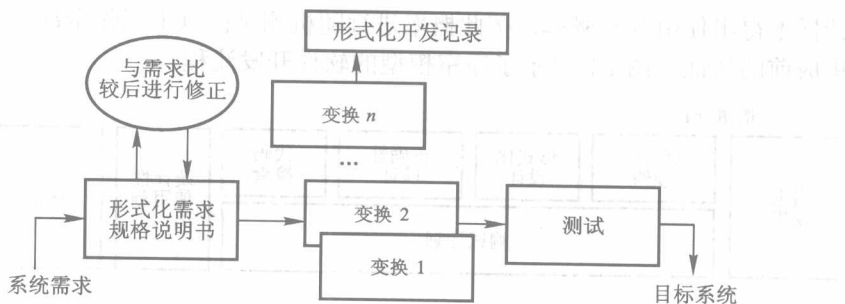 形式化开发记录
与需求比
较后进行修正
变换 n
...
形式化需求
规格说明书
变换 2
测试
变换 1
系统需求
目标系统